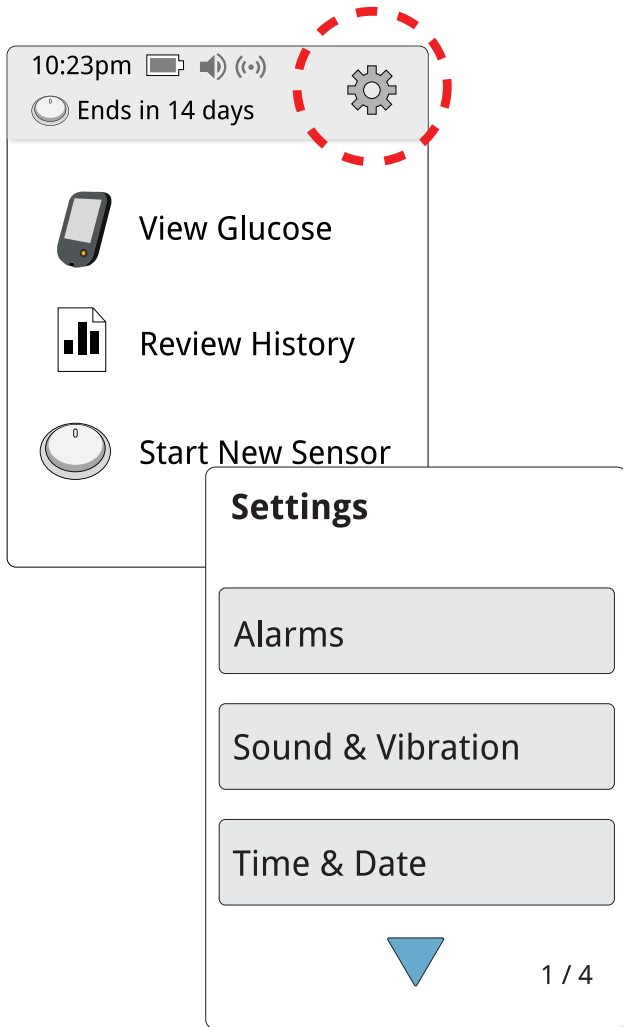 10:23pm
Ends in 14 days
View Glucose
Review History
Start New Sensor
Settings
Alarms
Sound & Vibration
Time & Date
1 / 4